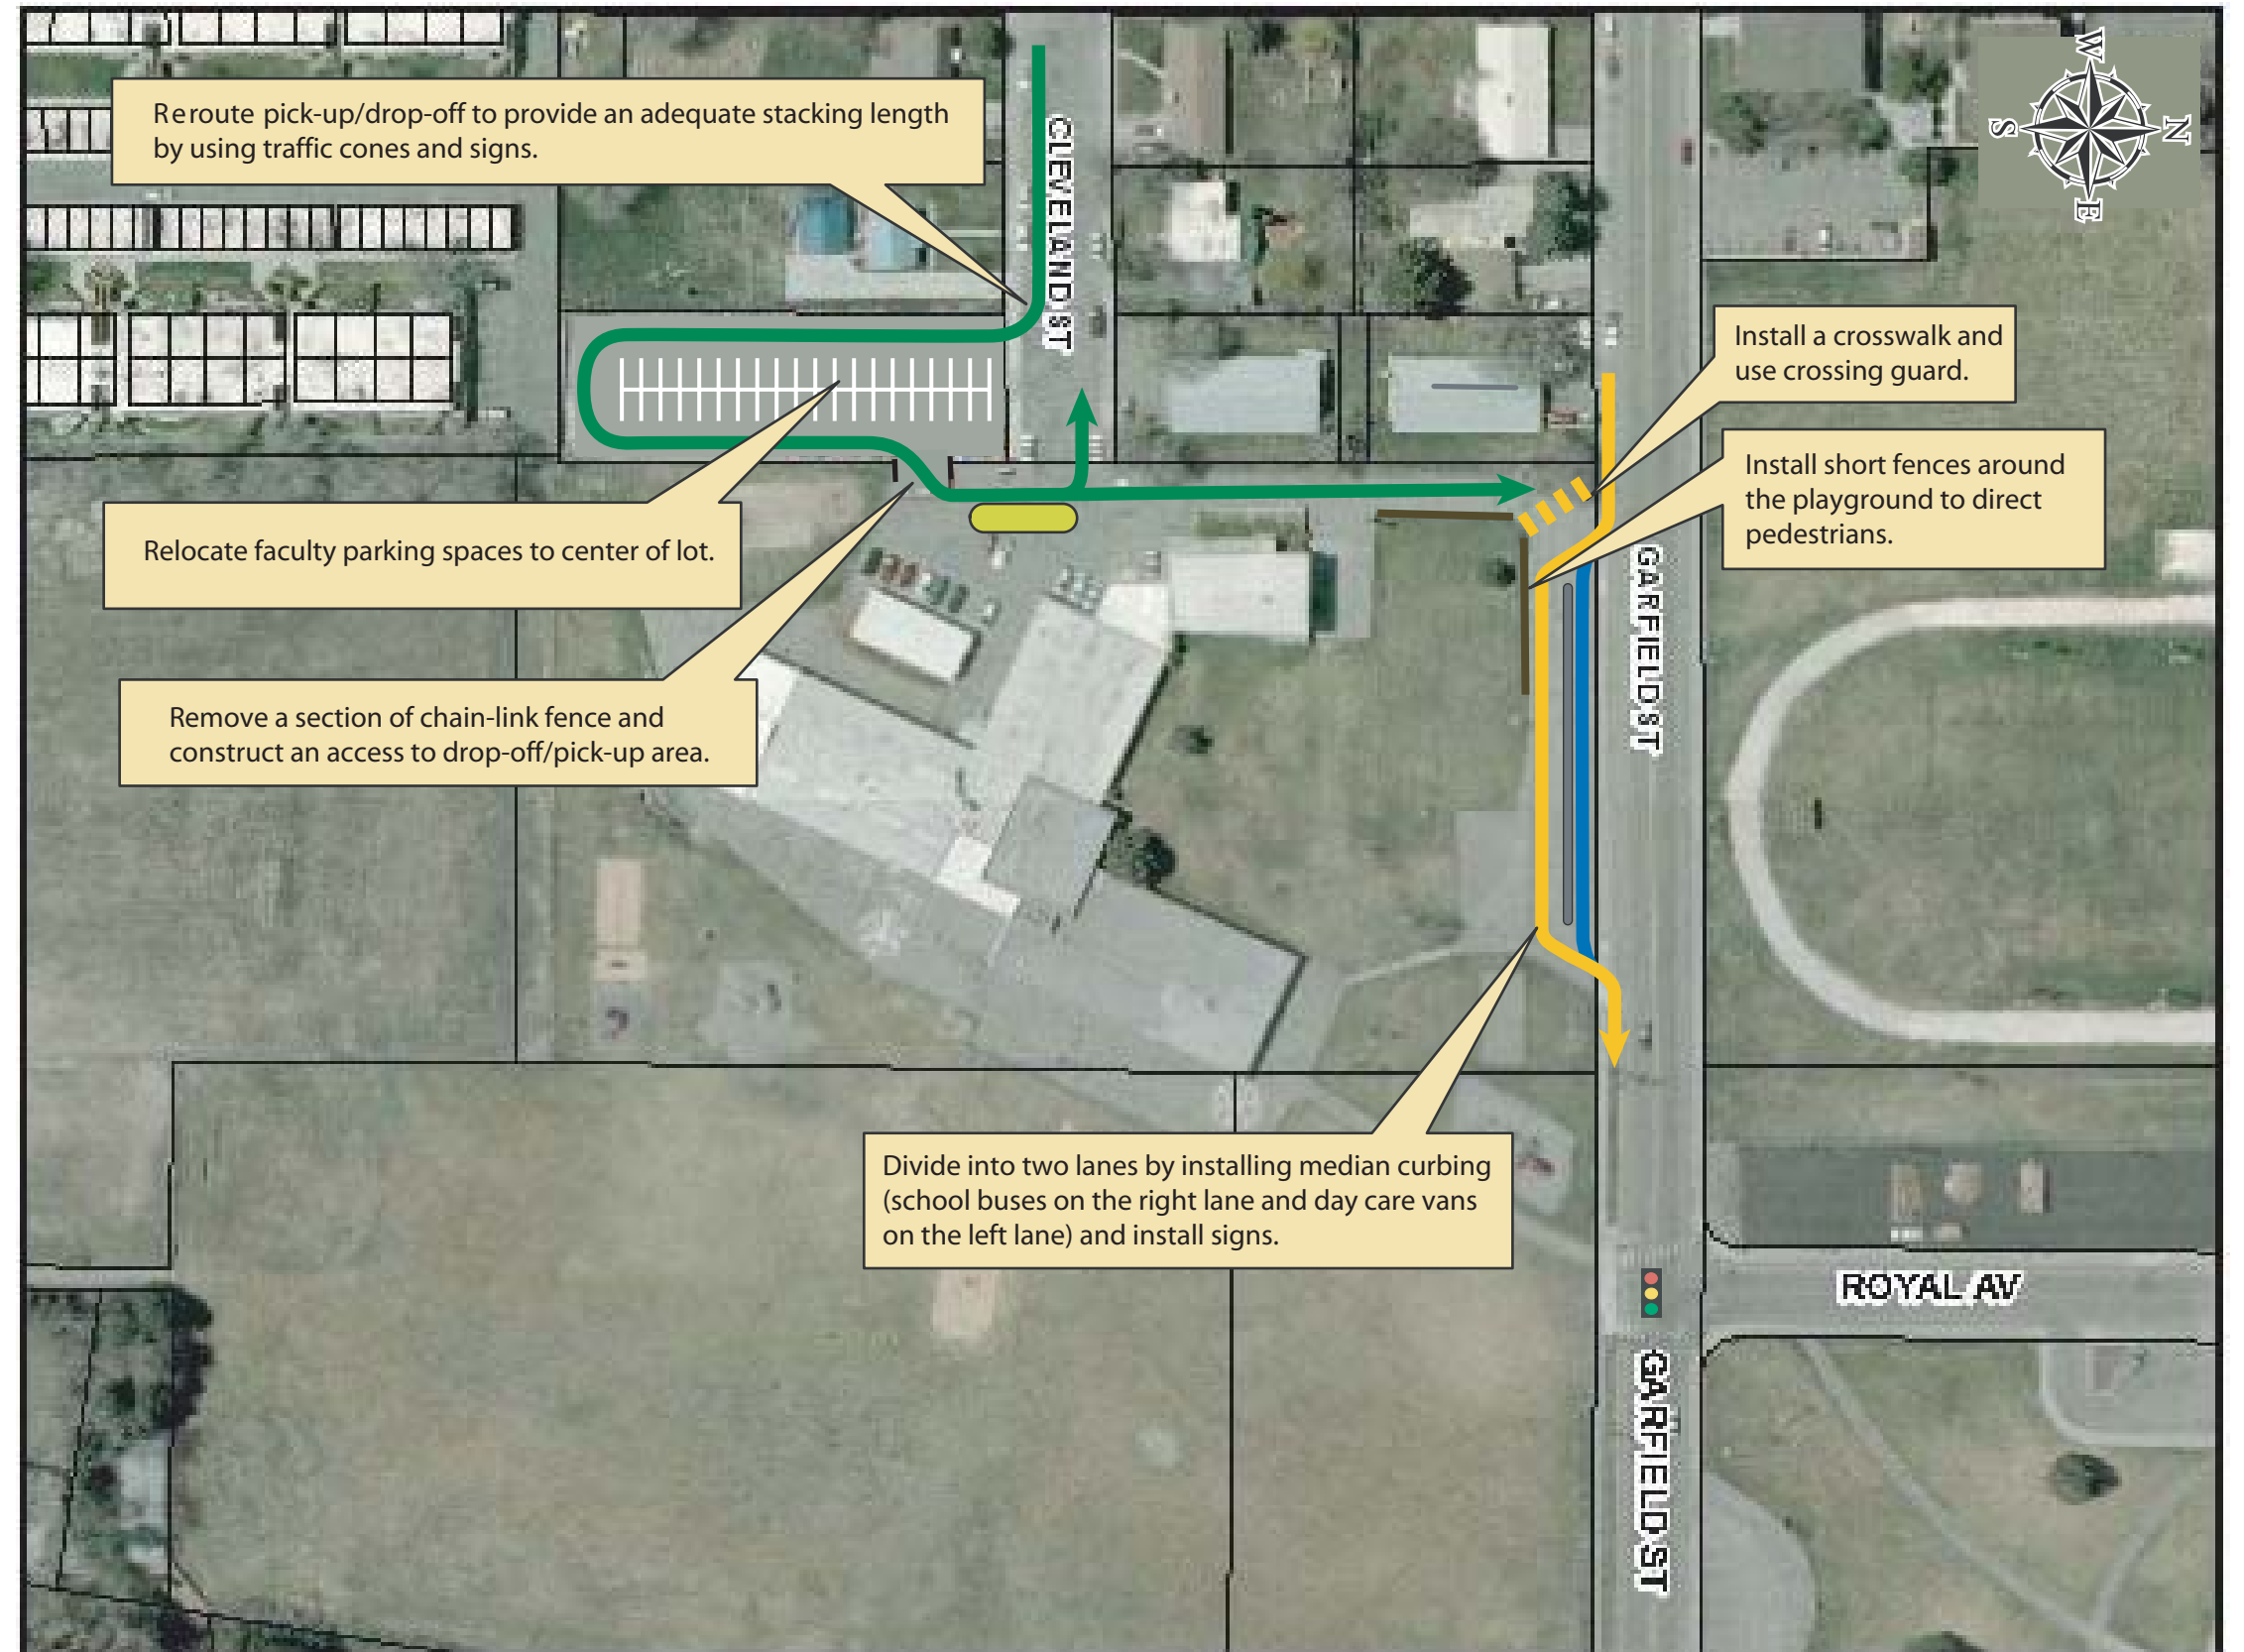 Reroute pick-up/drop-off to provide an adequate stacking length
by using traffic cones and signs.
CLEVELAND ST
W
S
N
E
Install a crosswalk and
use crossing guard.
Install short fences around
the playground to direct
pedestrians.
Relocate faculty parking spaces to center of lot.
GARFIELD ST
Remove a section of chain-link fence and
construct an access to drop-off/pick-up area.
Divide into two lanes by installing median curbing
(school buses on the right lane and day care vans
on the left lane) and install signs.
ROYAL AV
GARFIELD ST